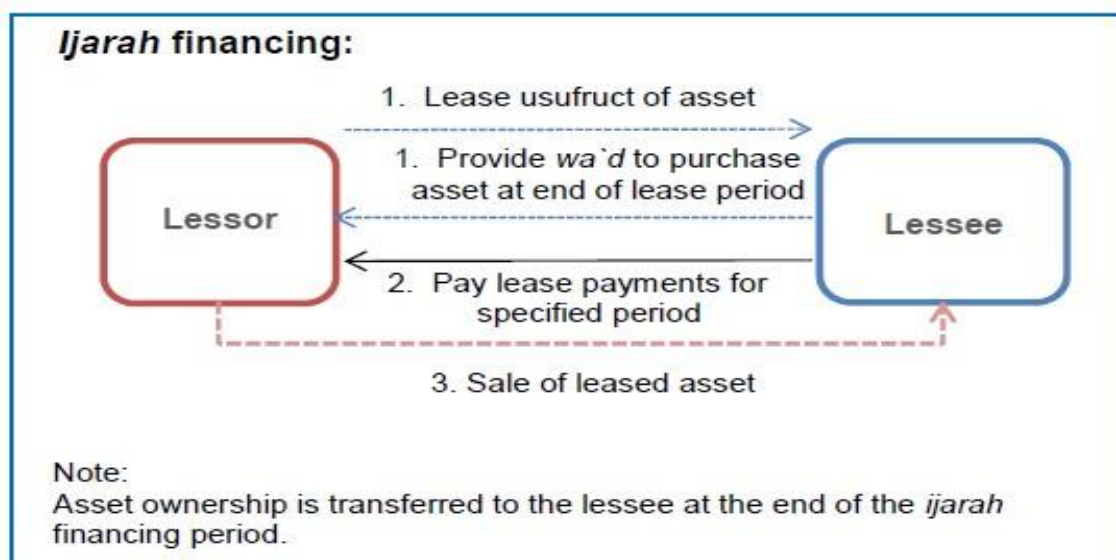 Ijarah financing:
1. Lease usufruct of asset
1. Provide wa`d to purchase
asset at end of lease period
Lessor
Lessee
2. Pay lease payments for
specified period
3. Sale of leased asset
Note:
Asset ownership is transferred to the lessee at the end of the ijarah
financing period.